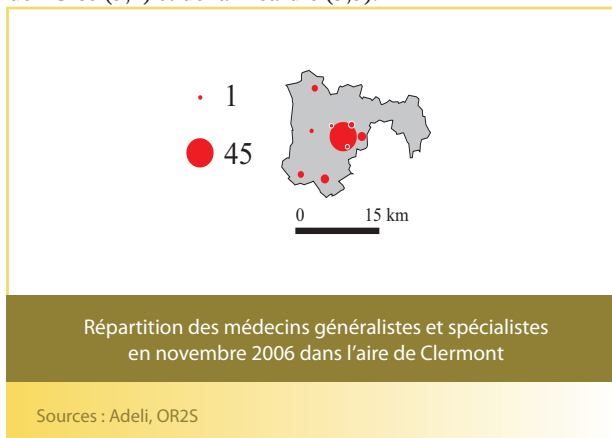 1
45
0 15 km
Répartition des médecins généralistes et spécialistes
en novembre 2006 dans l'aire de Clermont
Sources : Adeli, OR2S